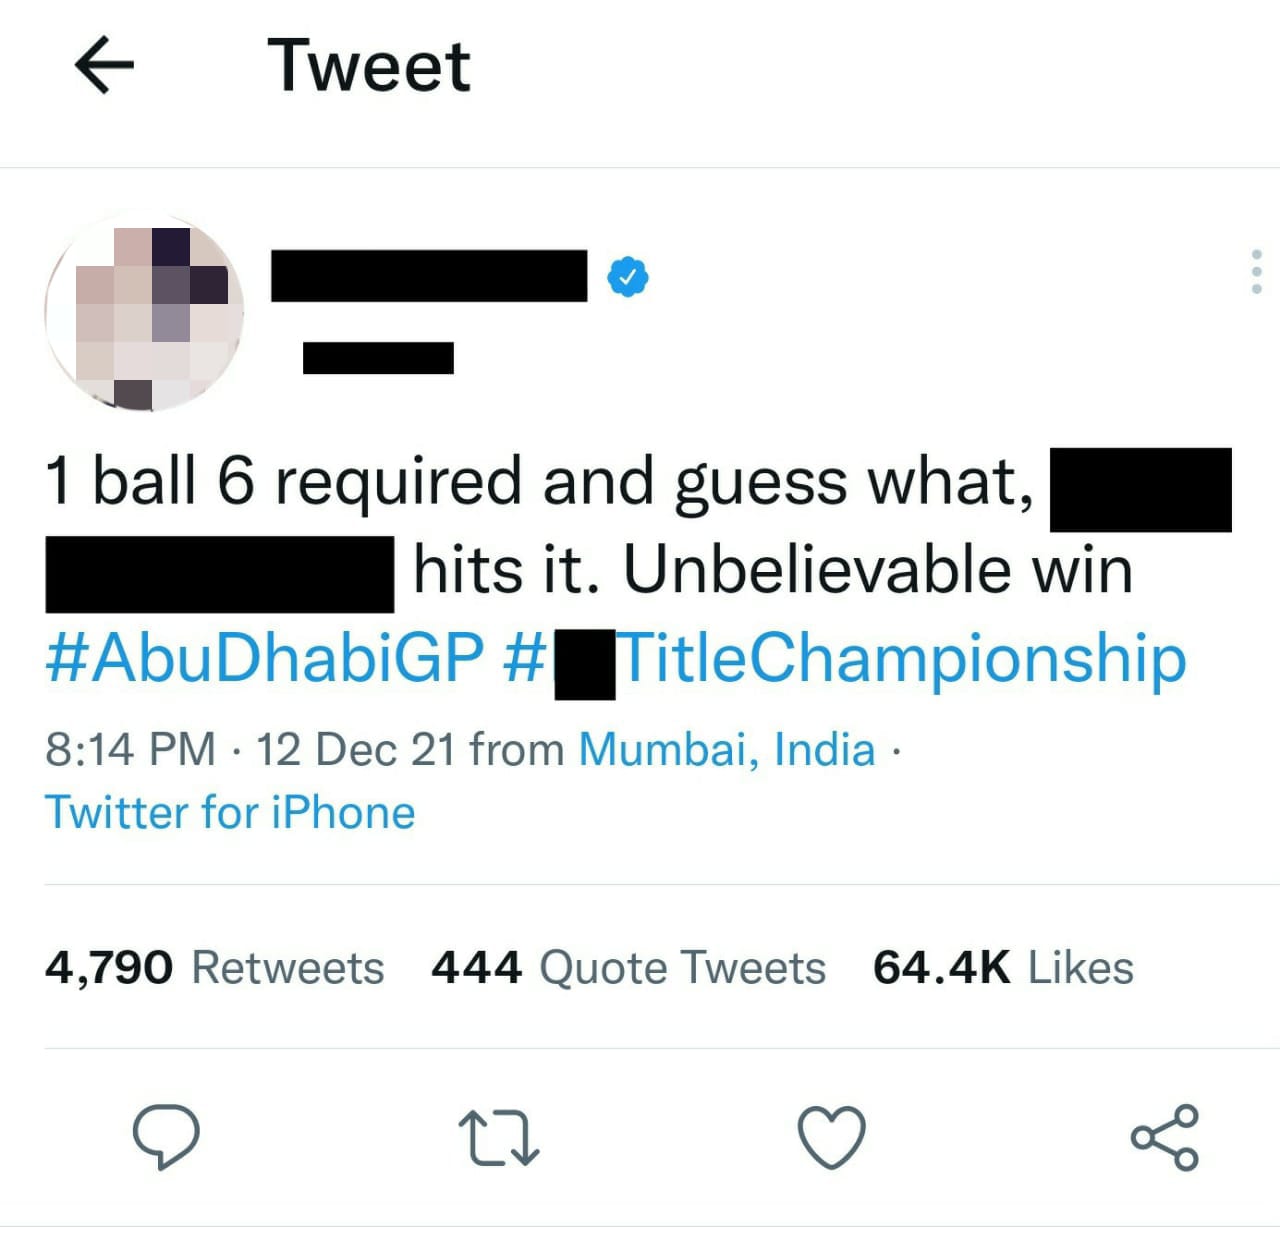 Tweet
1 ball 6 required and guess what,
hits it. Unbelievable win
#AbuDhabiGP #TitleChampionship
8:14 PM · 12 Dec 21 from Mumbai, India ·
Twitter for iPhone
4,790 Retweets 444 Quote Tweets 64.4K Likes